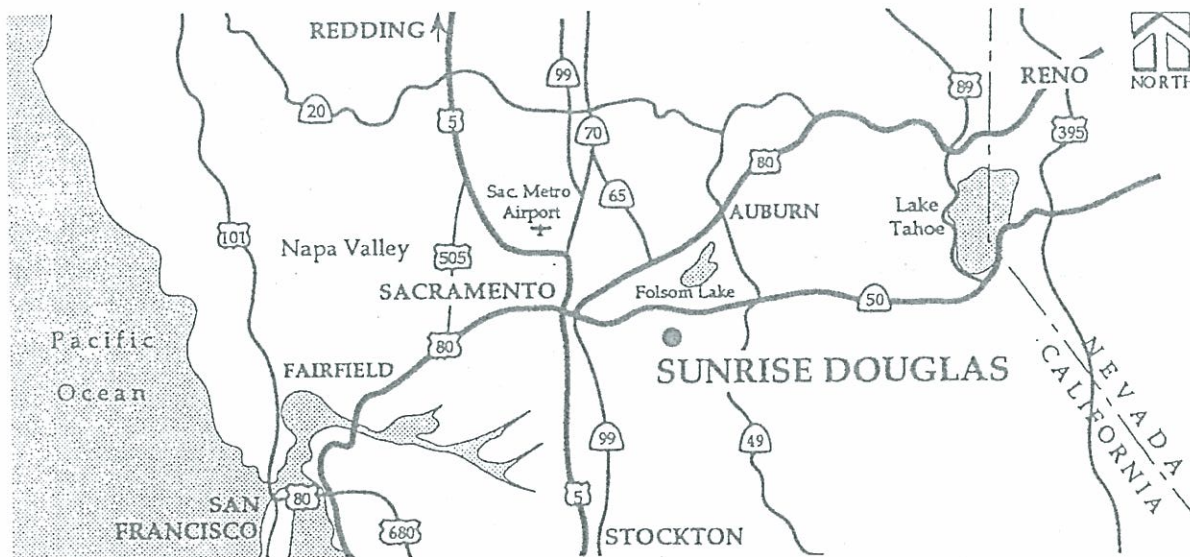 REDDING
99
89
RENO
NORTH
20
5
70
80
395
Sac. Metro
Airport
65
AUBURN
Lake
Tahoe
101
Napa Valley
505
SACRAMENTO
Folsom Lake
50
Pacific
Ocean
80
FAIRFIELD
SUNRISE DOUGLAS
NEVADA
CALIFORNIA
99
49
80
5
SAN
FRANCISCO
680
STOCKTON